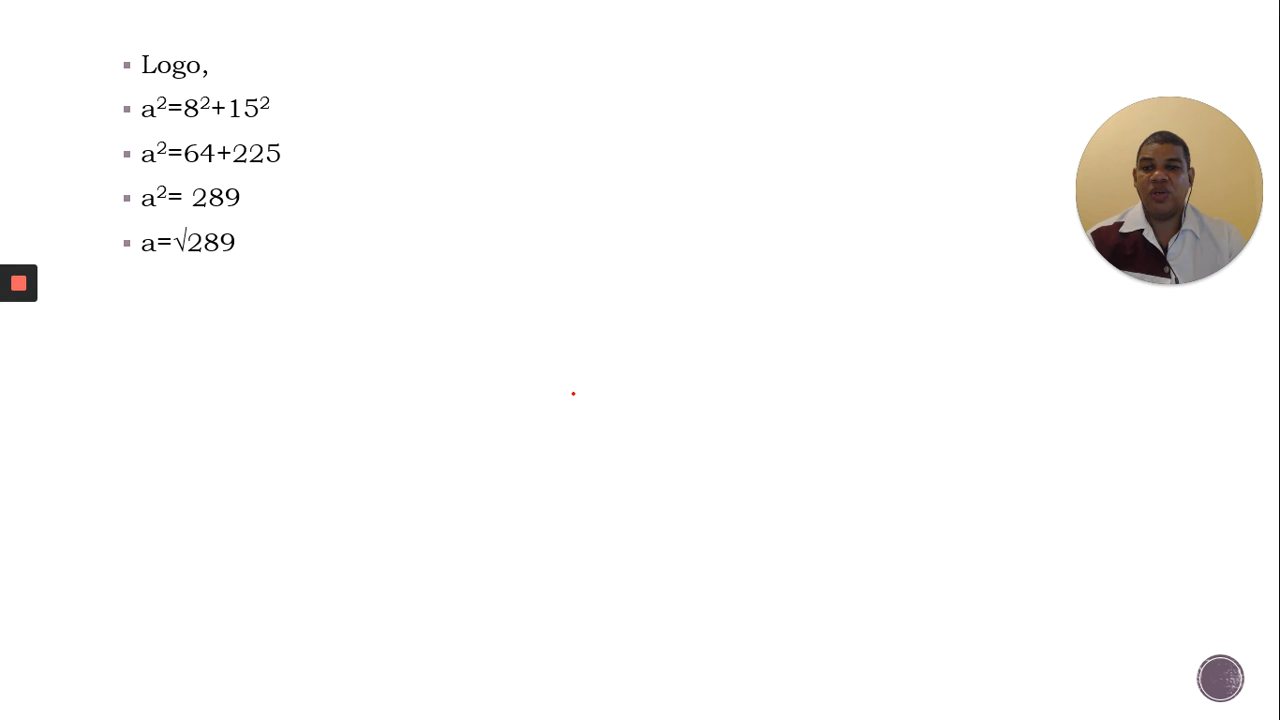 Logo,
a²=8²+15²
a²=64+225
a²= 289
a=√289